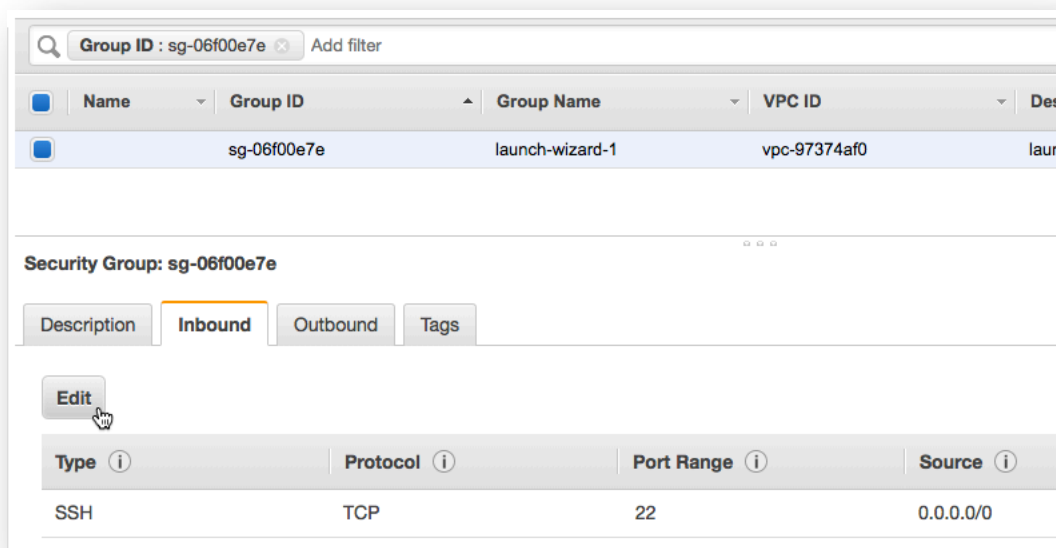 Group ID : sg-06f00e7e Add filter
Name Group ID Group Name VPC ID Des
sg-06f00e7e launch-wizard-1 vpc-97374af0 laun
Security Group: sg-06f00e7e
Description Inbound Outbound Tags
Edit
Type Protocol Port Range Source
SSH TCP 22 0.0.0.0/0